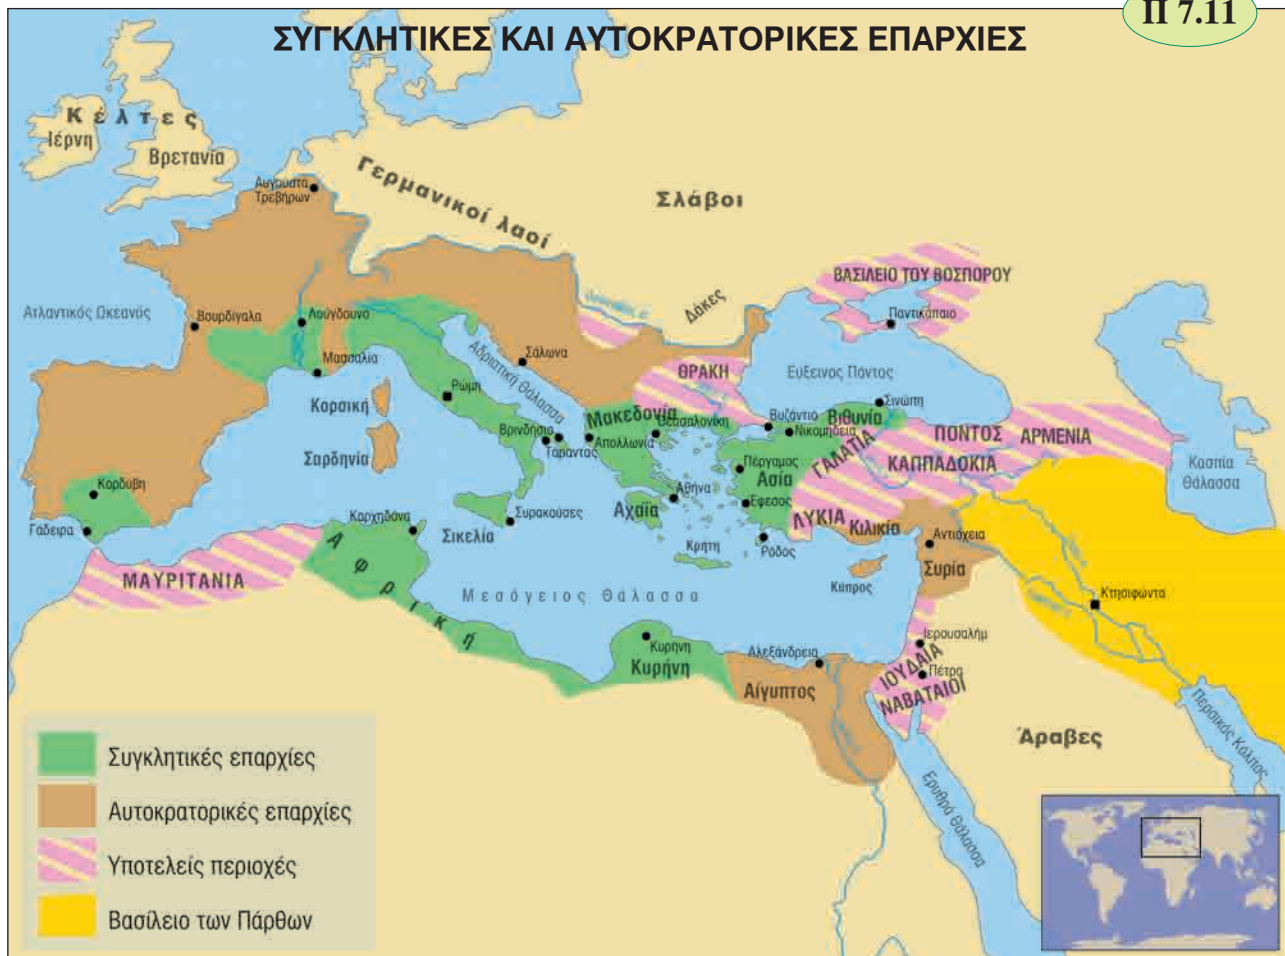 Π 7.11
ΣΥΓΚΛΗΤΙΚΕΣ ΚΑΙ ΑΥΤΟΚΡΑΤΟΡΙΚΕΣ ΕΠΑΡΧΙΕΣ
Κέλτες
Ιέρνη
Βρετανία
Αυγούστα
Τρεβήρων
Γερμανικοί λαοί
Σλάβοι
ΒΑΣΙΛΕΙΟ ΤΟΥ ΒΟΣΠΟΡΟΥ
Παντικάπαιο
Δάκες
Ατλαντικός Ωκεανός
Βουρδίγαλα
Λούγδουνο
Μασσαλία
Σάλωνα
Αδριατική Θάλασσα
ΘΡΑΚΗ
Εύξεινος Πόντος
Σινώπη
Ρώμη
Κορσική
Σαρδηνία
Μακεδονία
Θεσσαλονίκη
Βυζάντιο
Βιθυνία
Νικομήδεια
Βρινδήσιο
Τάραντας
Απολλωνία
ΓΑΛΑΤΙΑ
ΠΟΝΤΟΣ
ΑΡΜΕΝΙΑ
ΚΑΠΠΑΔΟΚΙΑ
Κασπία
Θάλασσα
Πέργαμος
Ασία
Έφεσος
Αθήνα
Αχαΐα
ΛΥΚΙΑ
Κιλικία
Κορδύβη
Γάδειρα
Καρχηδόνα
Σικελία
Συρακούσες
Κρήτη
Ρόδος
Αντιόχεια
Συρία
Κύπρος
ΜΑΥΡΙΤΑΝΙΑ
Αφρική
Μεσόγειος Θάλασσα
Κτησιφώντα
Κυρήνη
Κυρήνη
Αλεξάνδρεια
Αίγυπτος
Ιερουσαλήμ
ΙΟΥΔΑΙΑ
Πέτρα
ΝΑΒΑΤΑΙΟΙ
Άραβες
Περσικός Κόλπος
Ερυθρά Θάλασσα
Συγκλητικές επαρχίες
Αυτοκρατορικές επαρχίες
Υποτελείς περιοχές
Βασίλειο των Πάρθων